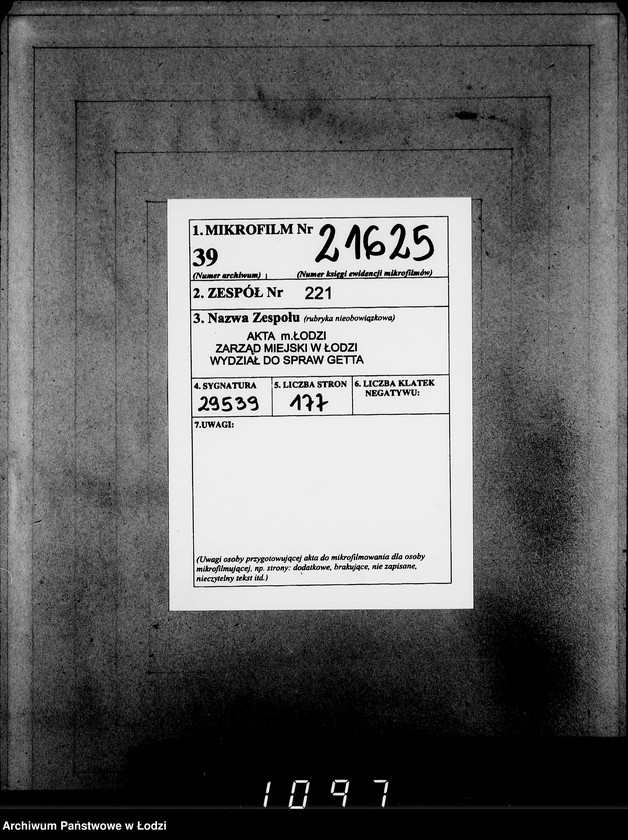 1. MIKROFILM Nr 21625
39
(Numer archiwum) (Numer księgi ewidencji mikrofilmów)
2. ZESPÓŁ Nr 221
3. Nazwa Zespołu (rubryka nieobowiązkowa)
AKTA m.ŁODZI
ZARZĄD MIEJSKI W ŁODZI
WYDZIAŁ DO SPRAW GETTA
4. SYGNATURA 5. LICZBA STRON 6. LICZBA KLATEK
NEGATYWU:
29539 177
7.UWAGI:
(Uwagi osoby przygotowującej akta do mikrofilmowania dla osoby
mikrofilmującej, np. strony: dodatkowe, brakujące, nie zapisane,
nieczytelny tekst itd.)
1097
Archiwum Państwowe w Łodzi